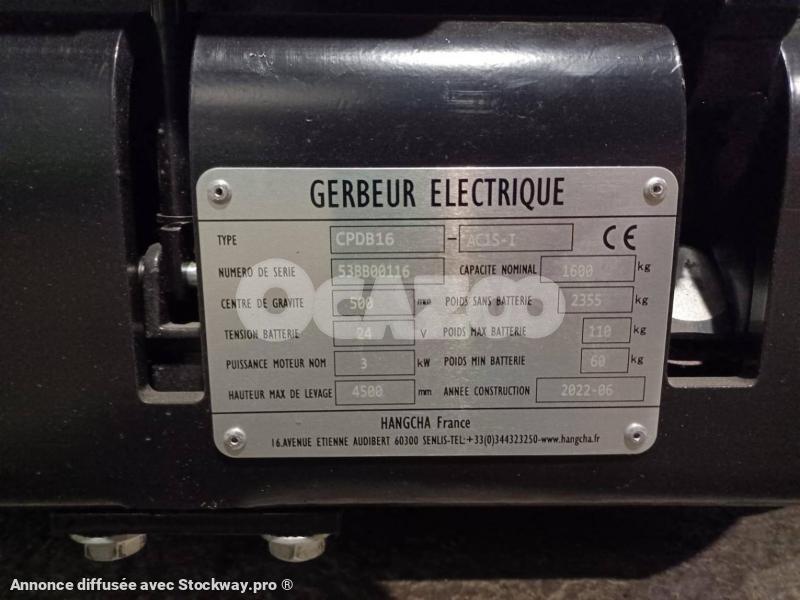 GERBEUR ELECTRIQUE
TYPE CPDB16 - AC1S-I CE
NUMERO DE SERIE 53BB00116 CAPACITE NOMINAL 1600 kg
CENTRE DE GRAVITE 500 mm POIDS SANS BATTERIE 2355 kg
OCAZOO
TENSION BATTERIE 24 V POIDS MAX BATTERIE 110 kg
PUISSANCE MOTEUR NOM 3 kW POIDS MIN BATTERIE 60 kg
HAUTEUR MAX DE LEVAGE 4500 mm ANNEE CONSTRUCTION 2022-06
HANGCHA France
16.AVENUE ETIENNE AUDIBERT 60300 SENLIS-TEL:+33(0)344323250-www.hangcha.fr
Annonce diffusée avec Stockway.pro ®